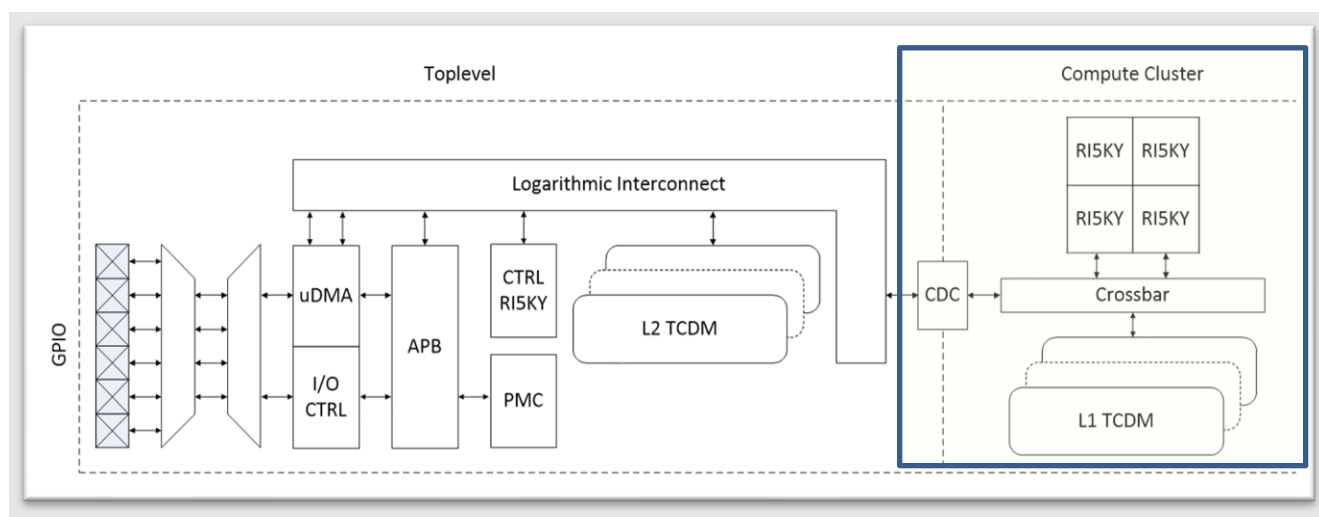 Toplevel
Compute Cluster
RI5KY RI5KY
RI5KY RI5KY
Logarithmic Interconnect
GPIO
uDMA
I/O
CTRL
APB
CTRL
RI5KY
PMC
L2 TCDM
CDC
Crossbar
L1 TCDM